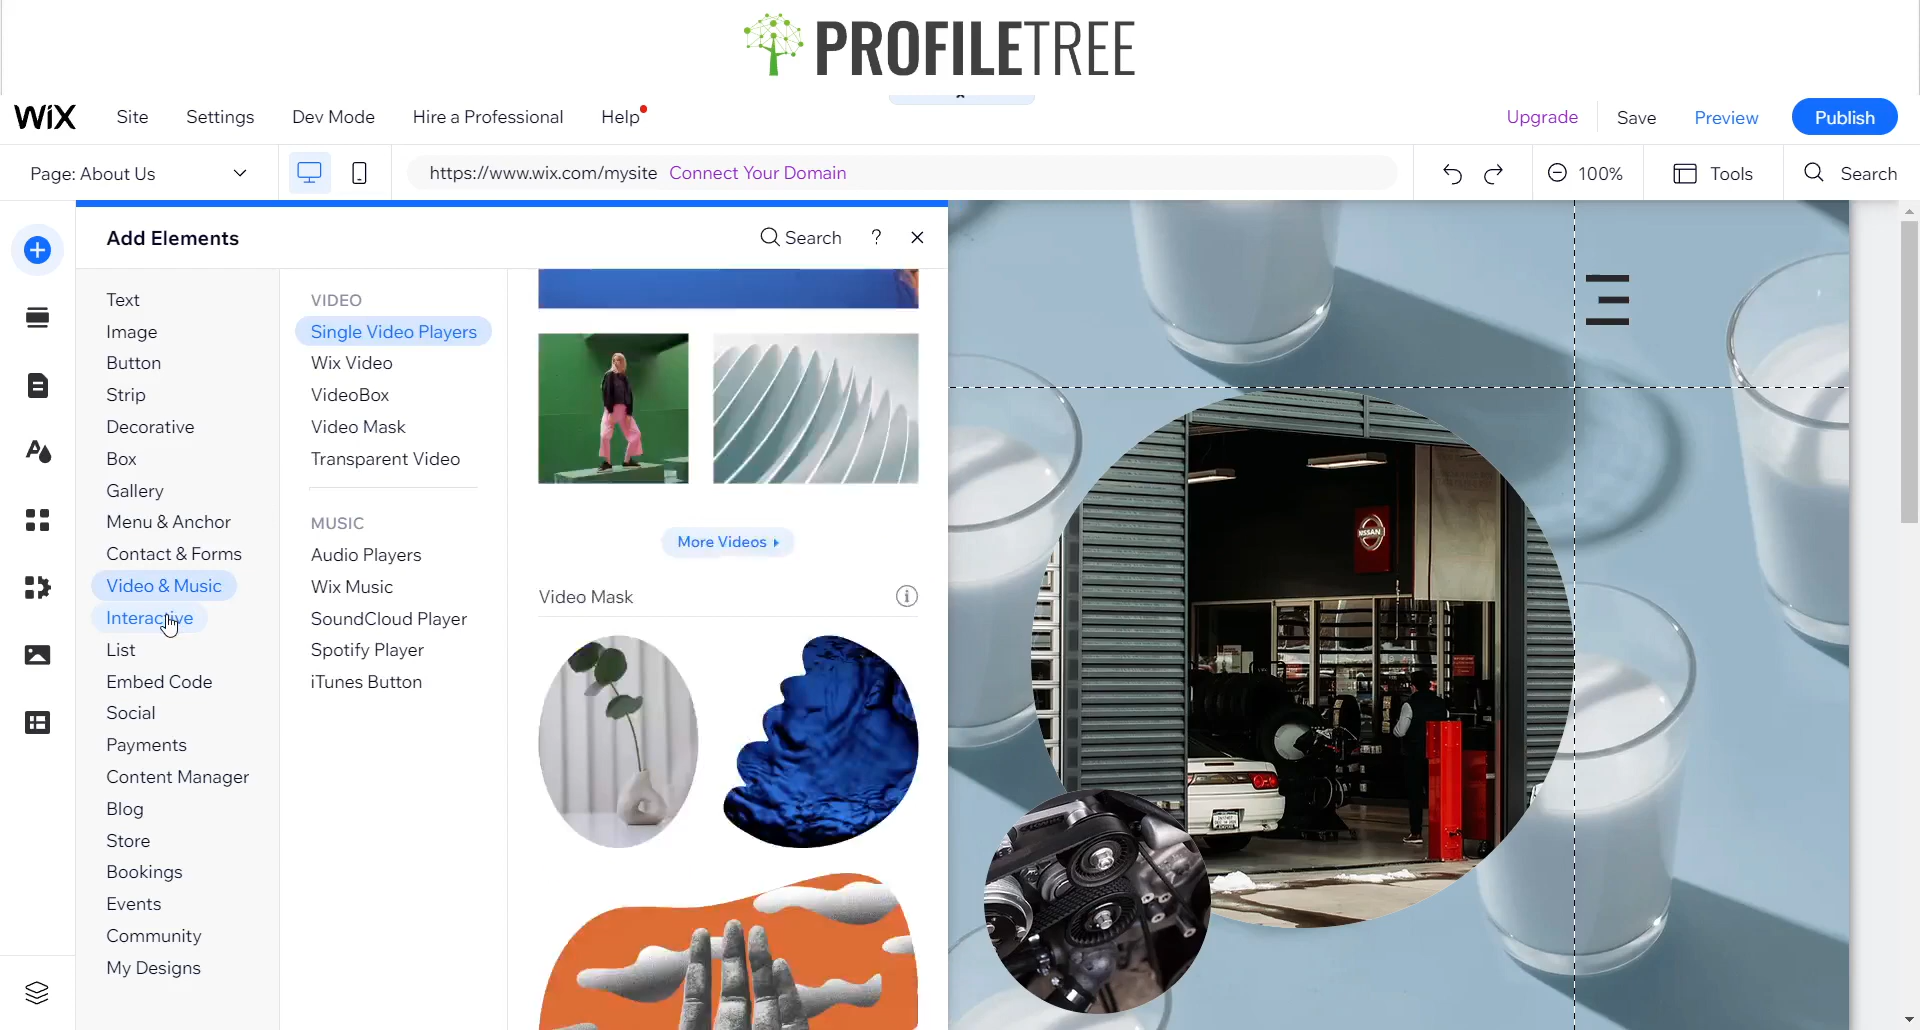 PROFILETREE
WiX Site Settings Dev Mode Hire a Professional Help Upgrade Save Preview Publish
Page: About Us https://www.wix.com/mysite Connect Your Domain 100% Tools Search
Add Elements Search ?
Text
Image
Button
Strip
Decorative
Box
Gallery
Menu & Anchor
Contact & Forms
Video & Music
Interactive
List
Embed Code
Social
Payments
Content Manager
Blog
Store
Bookings
Events
Community
My Designs
VIDEO
Single Video Players
Wix Video
VideoBox
Video Mask
Transparent Video
MUSIC
Audio Players
Wix Music
SoundCloud Player
Spotify Player
iTunes Button
More Videos
Video Mask
NISSAN